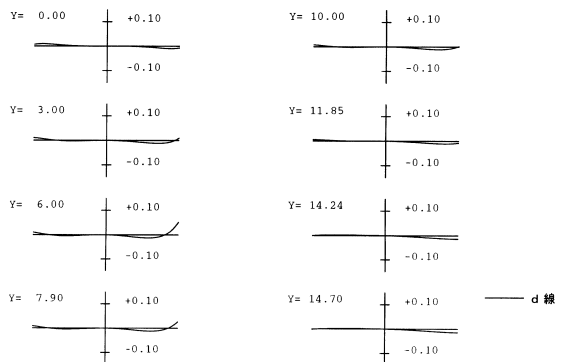 Y= 0.00 +0.10
-0.10
Y= 3.00 +0.10
-0.10
Y= 6.00 +0.10
-0.10
Y= 7.90 +0.10
-0.10
Y= 10.00 +0.10
-0.10
Y= 11.85 +0.10
-0.10
Y= 14.24 +0.10
-0.10
Y= 14.70 +0.10
-0.10
d 線